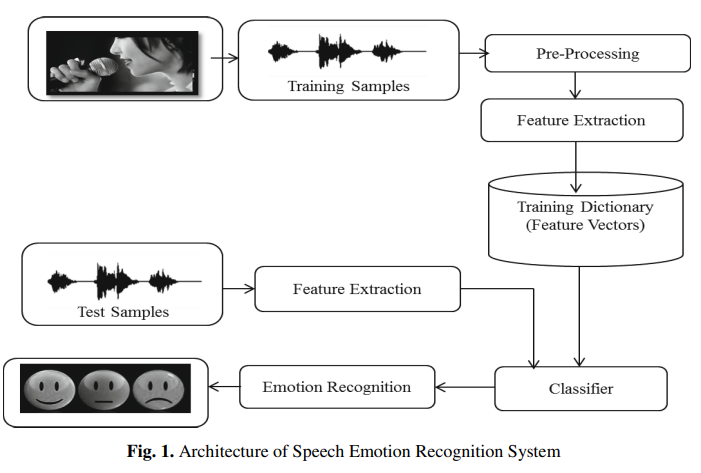 Training Samples
Pre-Processing
Feature Extraction
Training Dictionary
(Feature Vectors)
Test Samples
Feature Extraction
Classifier
Emotion Recognition
Fig. 1. Architecture of Speech Emotion Recognition System